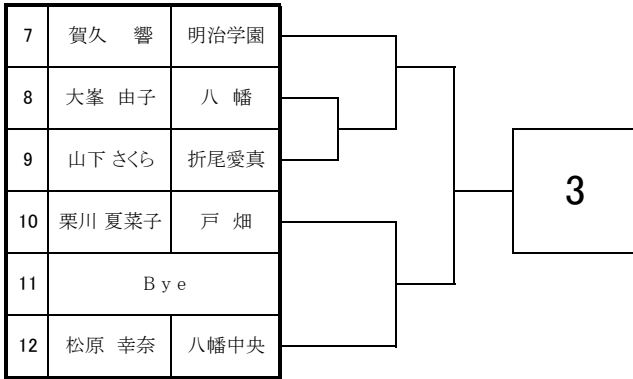 7 賀久 響 明治学園
8 大峯 由子 八 幡
9 山下 さくら 折尾愛真
10 栗川 夏菜子 戸 畑
11 Bye
12 松原 幸奈 八幡中央
3